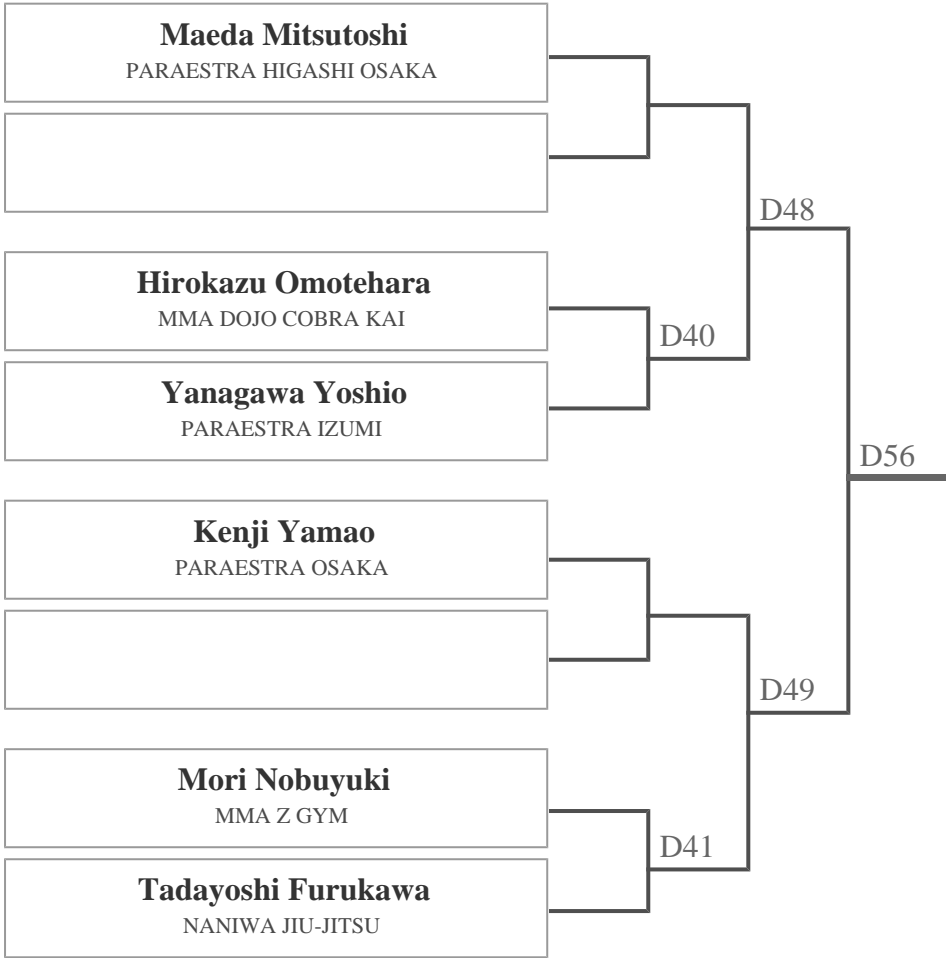 Maeda Mitsutoshi
PARAESTRA HIGASHI OSAKA
D48
Hirokazu Omotehara
MMA DOJO COBRA KAI
D40
Yanagawa Yoshio
PARAESTRA IZUMI
D56
Kenji Yamao
PARAESTRA OSAKA
D49
Mori Nobuyuki
MMA Z GYM
D41
Tadayoshi Furukawa
NANIWA JIU-JITSU